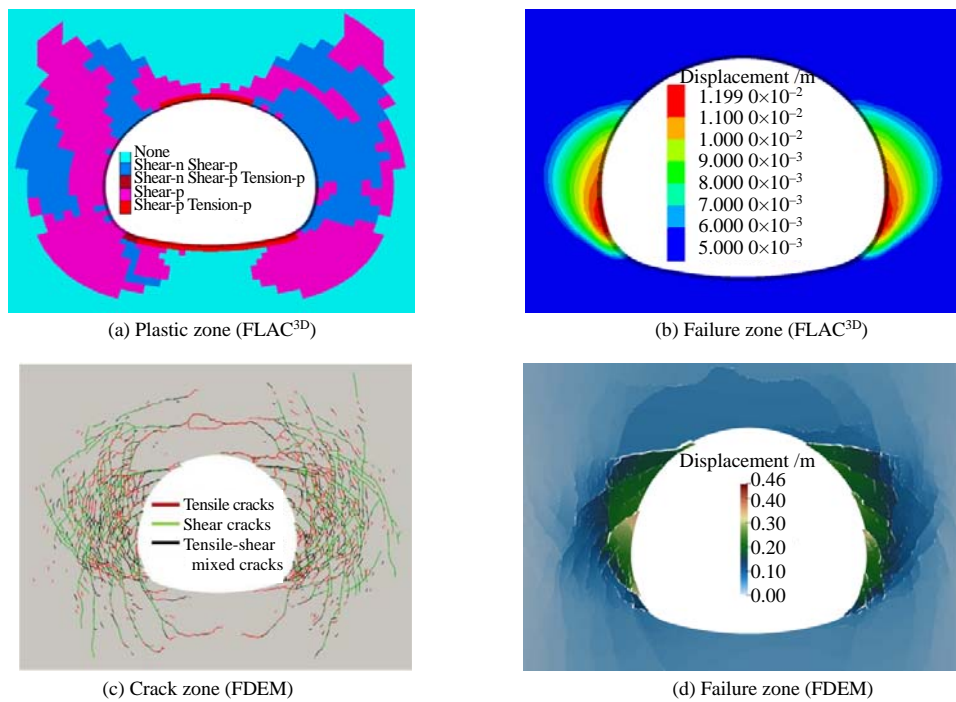 None
Shear-n Shear-p
Shear-n Shear-p Tension-p
Shear-p
Shear-p Tension-p
(a) Plastic zone (FLAC3D)
Displacement /m
1.199 0×10⁻²
1.100 0×10⁻²
1.000 0×10⁻²
9.000 0×10⁻³
8.000 0×10⁻³
7.000 0×10⁻³
6.000 0×10⁻³
5.000 0×10⁻³
(b) Failure zone (FLAC3D)
Tensile cracks
Shear cracks
Tensile-shear
mixed cracks
(c) Crack zone (FDEM)
Displacement /m
0.46
0.40
0.30
0.20
0.10
0.00
(d) Failure zone (FDEM)